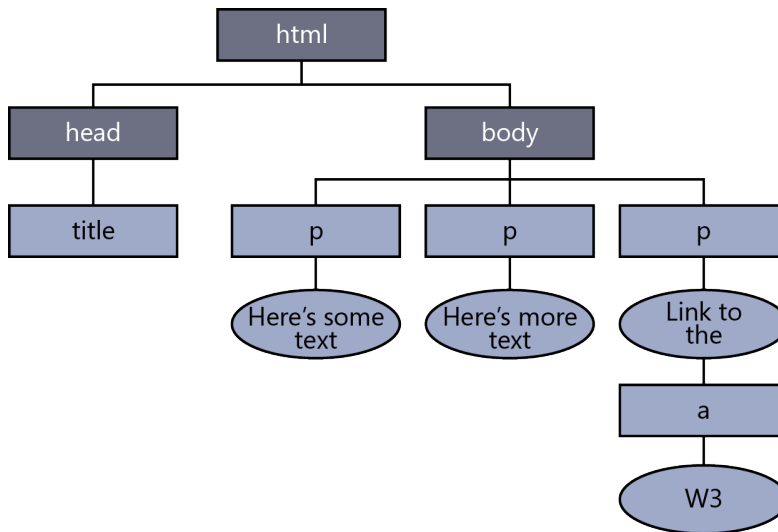 html
head
body
title
p
p
p
Here's some
text
Here's more
text
Link to
the
a
W3